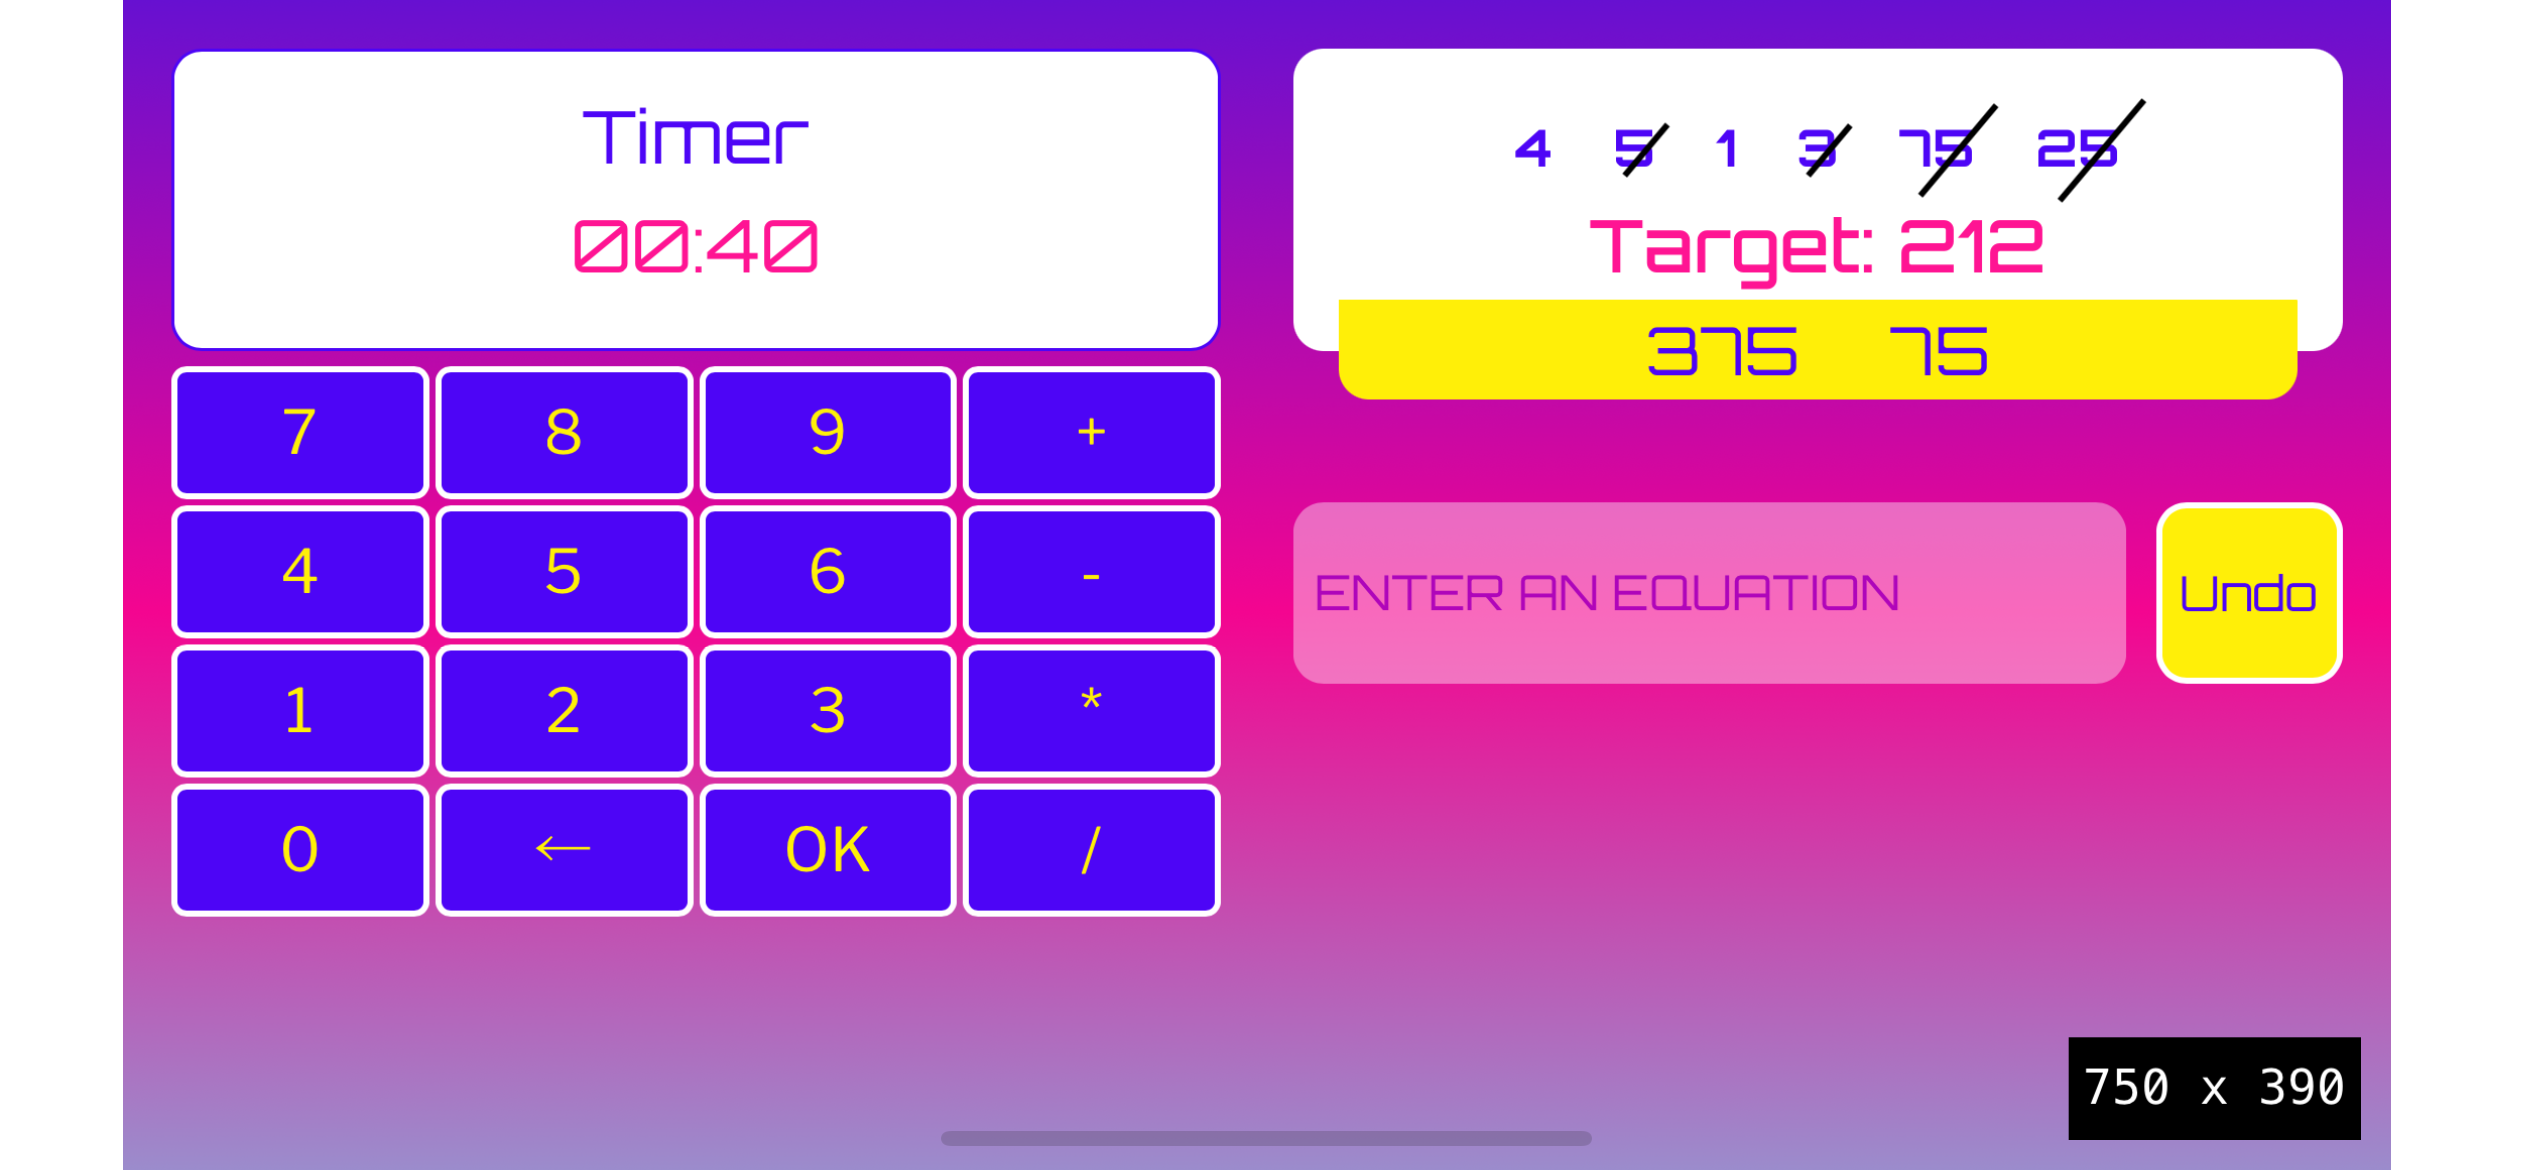 Timer
00:40
4 5 1 3 75 25
Target: 212
375 75
7 8 9 +
4 5 6 -
1 2 3 *
0 ← OK /
ENTER AN EQUATION
Undo
750 x 390